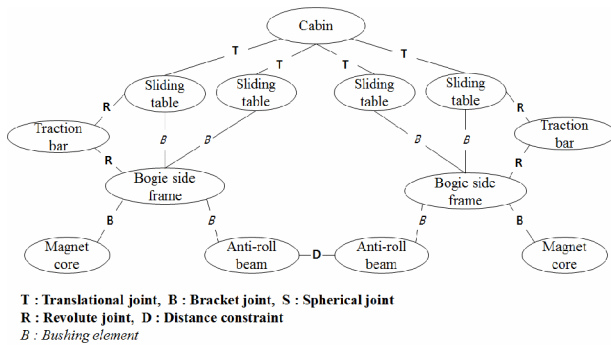 Cabin
T
T
T
T
Sliding
table
Sliding
table
Sliding
table
Sliding
table
R
R
Traction
bar
B
B
B
B
Traction
bar
R
R
Bogie side
frame
Bogie side
frame
B
B
B
B
Magnet
core
Anti-roll
beam
D
Anti-roll
beam
Magnet
core
T : Translational joint, B : Bracket joint, S : Spherical joint
R : Revolute joint, D : Distance constraint
B : Bushing element